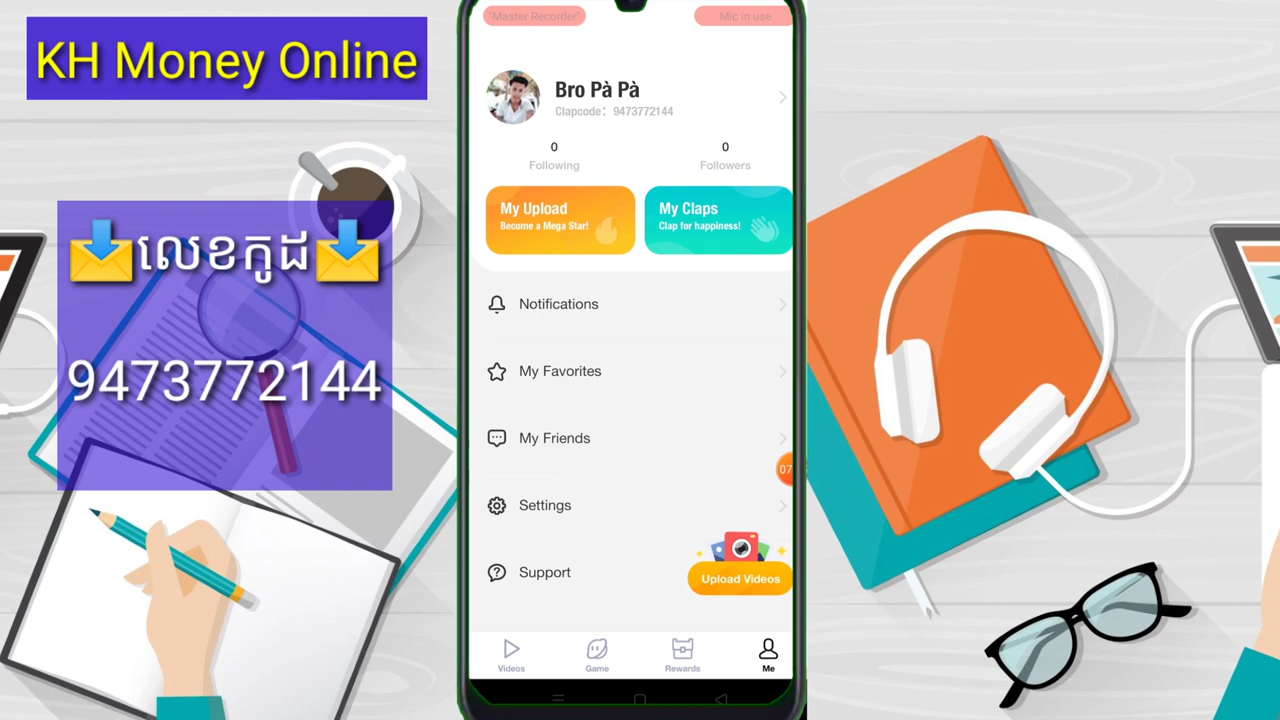 KH Money Online
📩លេខកូដ📩
9473772144
"Master Recorder"
Mic in use
Bro Pà Pà
Clapcode： 9473772144
0
Following
0
Followers
My Upload
Become a Mega Star!
My Claps
Clap for happiness!
Notifications
My Favorites
My Friends
07
Settings
Support
Upload Videos
Videos
Game
Rewards
Me